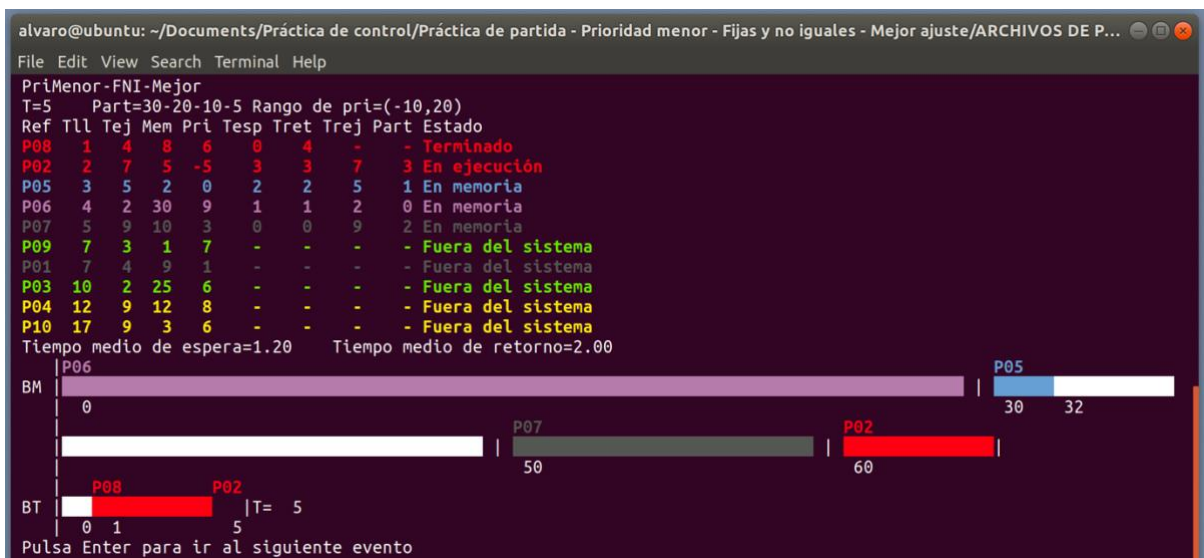 alvaro@ubuntu: ~/Documents/Práctica de control/Práctica de partida - Prioridad menor - Fijas y no iguales - Mejor ajuste/ARCHIVOS DE P...
File Edit View Search Terminal Help
PriMenor-FNI-Mejor
T=5 Part=30-20-10-5 Rango de pri=(-10,20)
Ref Tll Tej Mem Pri Tesp Tret Trej Part Estado
P08 1 4 8 6 0 4 - - Terminado
P02 2 7 5 -5 3 3 7 3 En ejecución
P05 3 5 2 0 2 2 5 1 En memoria
P06 4 2 30 9 1 1 2 0 En memoria
P07 5 9 10 3 0 0 9 2 En memoria
P09 7 3 1 7 - - - - Fuera del sistema
P01 7 4 9 1 - - - - Fuera del sistema
P03 10 2 25 6 - - - - Fuera del sistema
P04 12 9 12 8 - - - - Fuera del sistema
P10 17 9 3 6 - - - - Fuera del sistema
Tiempo medio de espera=1.20 Tiempo medio de retorno=2.00
|P06 P05
BM | |
| 0 30 32
| P07 P02
| | | |
| 50 60
| P08 P02
BT | |T= 5
| 0 1 5
Pulsa Enter para ir al siguiente evento